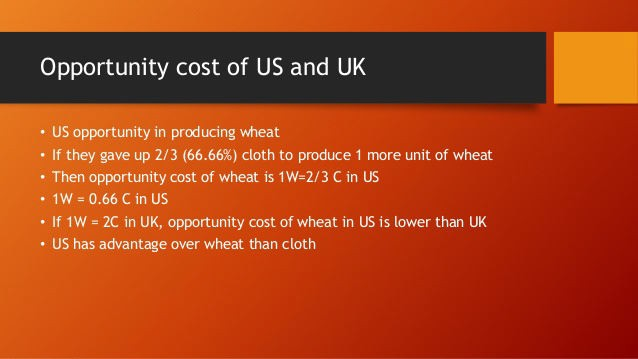 Opportunity cost of US and UK
• US opportunity in producing wheat
• If they gave up 2/3 (66.66%) cloth to produce 1 more unit of wheat
• Then opportunity cost of wheat is 1W=2/3 C in US
• 1W = 0.66 C in US
• If 1W = 2C in UK, opportunity cost of wheat in US is lower than UK
• US has advantage over wheat than cloth